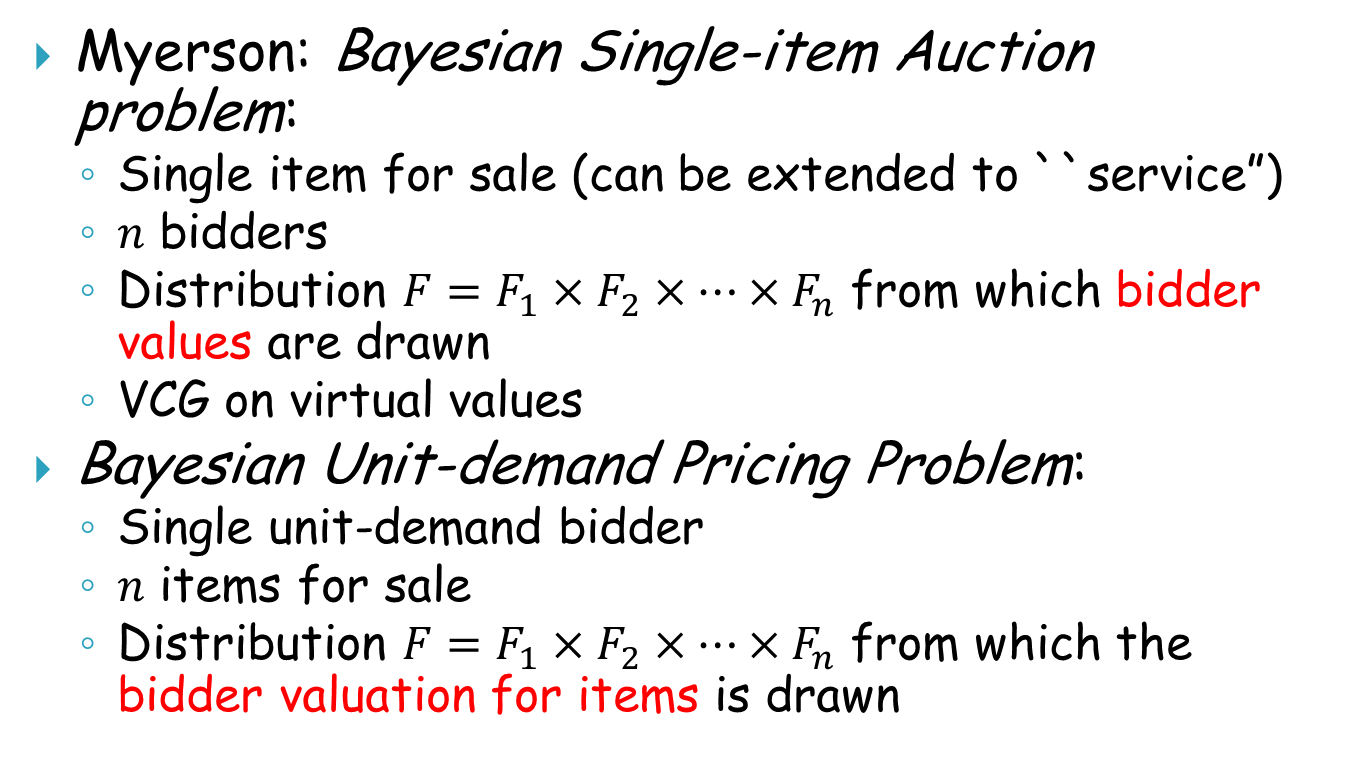 Myerson: Bayesian Single-item Auction
problem:
Single item for sale (can be extended to ``service”)
n bidders
Distribution F = F₁ × F₂ × ⋯ × Fₙ from which bidder
values are drawn
VCG on virtual values
Bayesian Unit-demand Pricing Problem:
Single unit-demand bidder
n items for sale
Distribution F = F₁ × F₂ × ⋯ × Fₙ from which the
bidder valuation for items is drawn